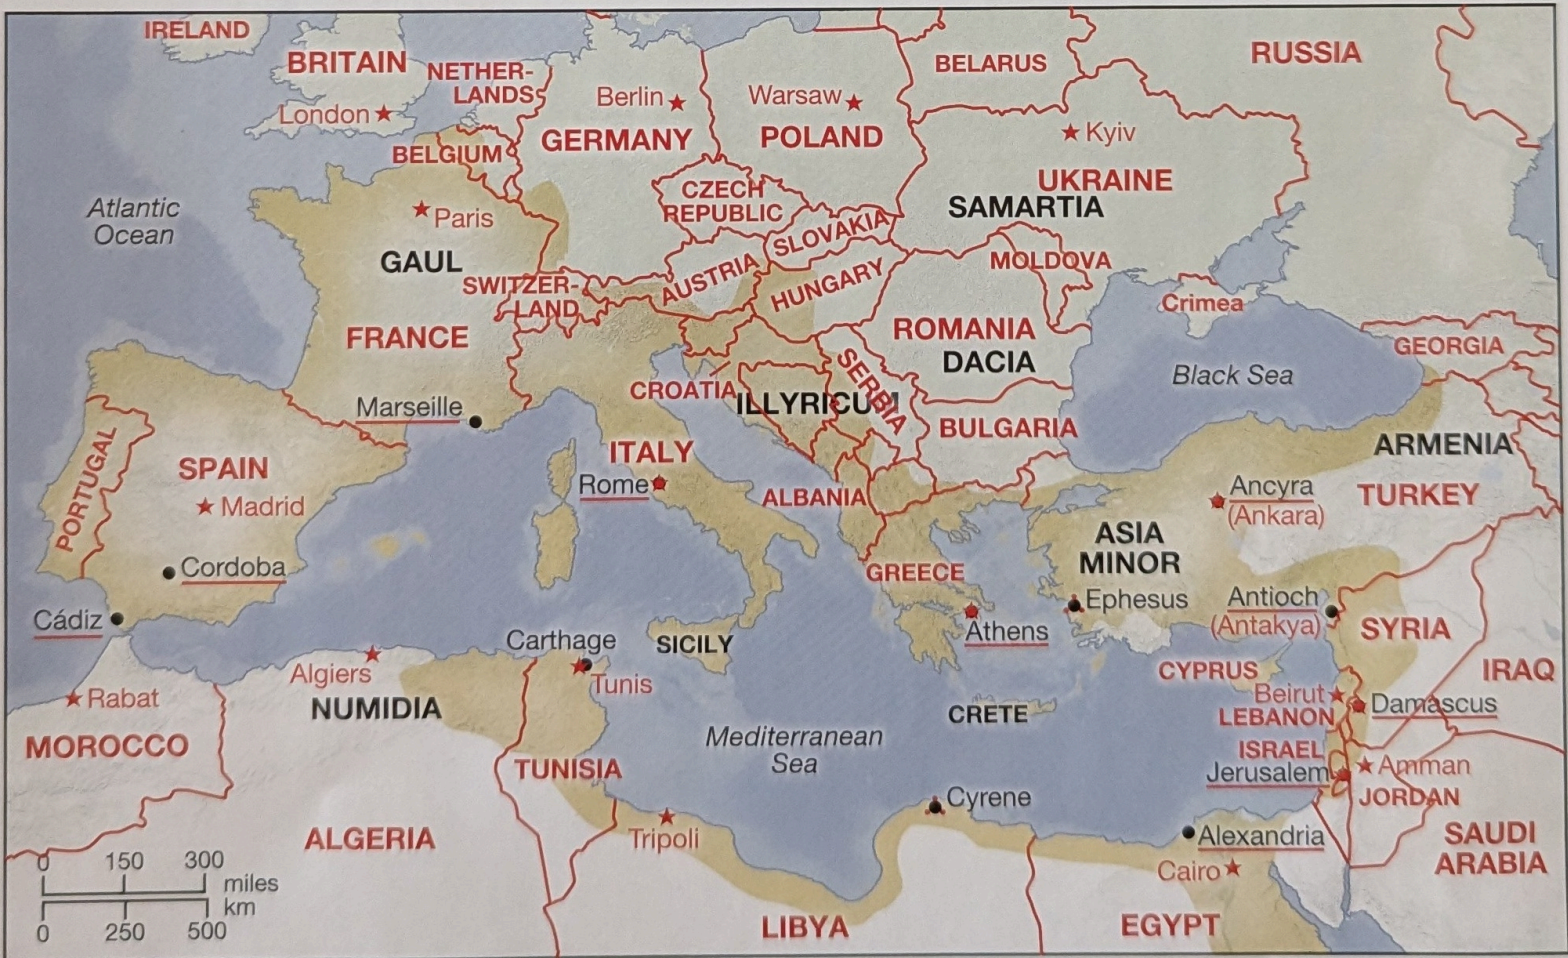 IRELAND
BRITAIN
London
NETHER-
LANDS
BELGIUM
Berlin
GERMANY
Warsaw
POLAND
BELARUS
RUSSIA
Kyiv
UKRAINE
SAMARTIA
CZECH
REPUBLIC
SLOVAKIA
AUSTRIA
HUNGARY
MOLDOVA
Crimea
Atlantic
Ocean
Paris
GAUL
SWITZER-
LAND
FRANCE
ROMANIA
DACIA
SERBIA
CROATIA
ILLYRICUM
BULGARIA
Black Sea
GEORGIA
ARMENIA
TURKEY
Marseille
ITALY
Rome
ALBANIA
PORTUGAL
SPAIN
Madrid
Cordoba
Cádiz
Ancyra
(Ankara)
ASIA
MINOR
GREECE
Athens
Ephesus
Antioch
(Antakya)
SYRIA
IRAQ
Carthage
SICILY
Algiers
Tunis
NUMIDIA
Rabat
MOROCCO
CRETE
CYPRUS
Beirut
LEBANON
Damascus
Mediterranean
Sea
ISRAEL
Jerusalem
Amman
JORDAN
TUNISIA
Cyrene
Tripoli
ALGERIA
Alexandria
Cairo
SAUDI
ARABIA
LIBYA
EGYPT
0 150 300
miles
km
0 250 500